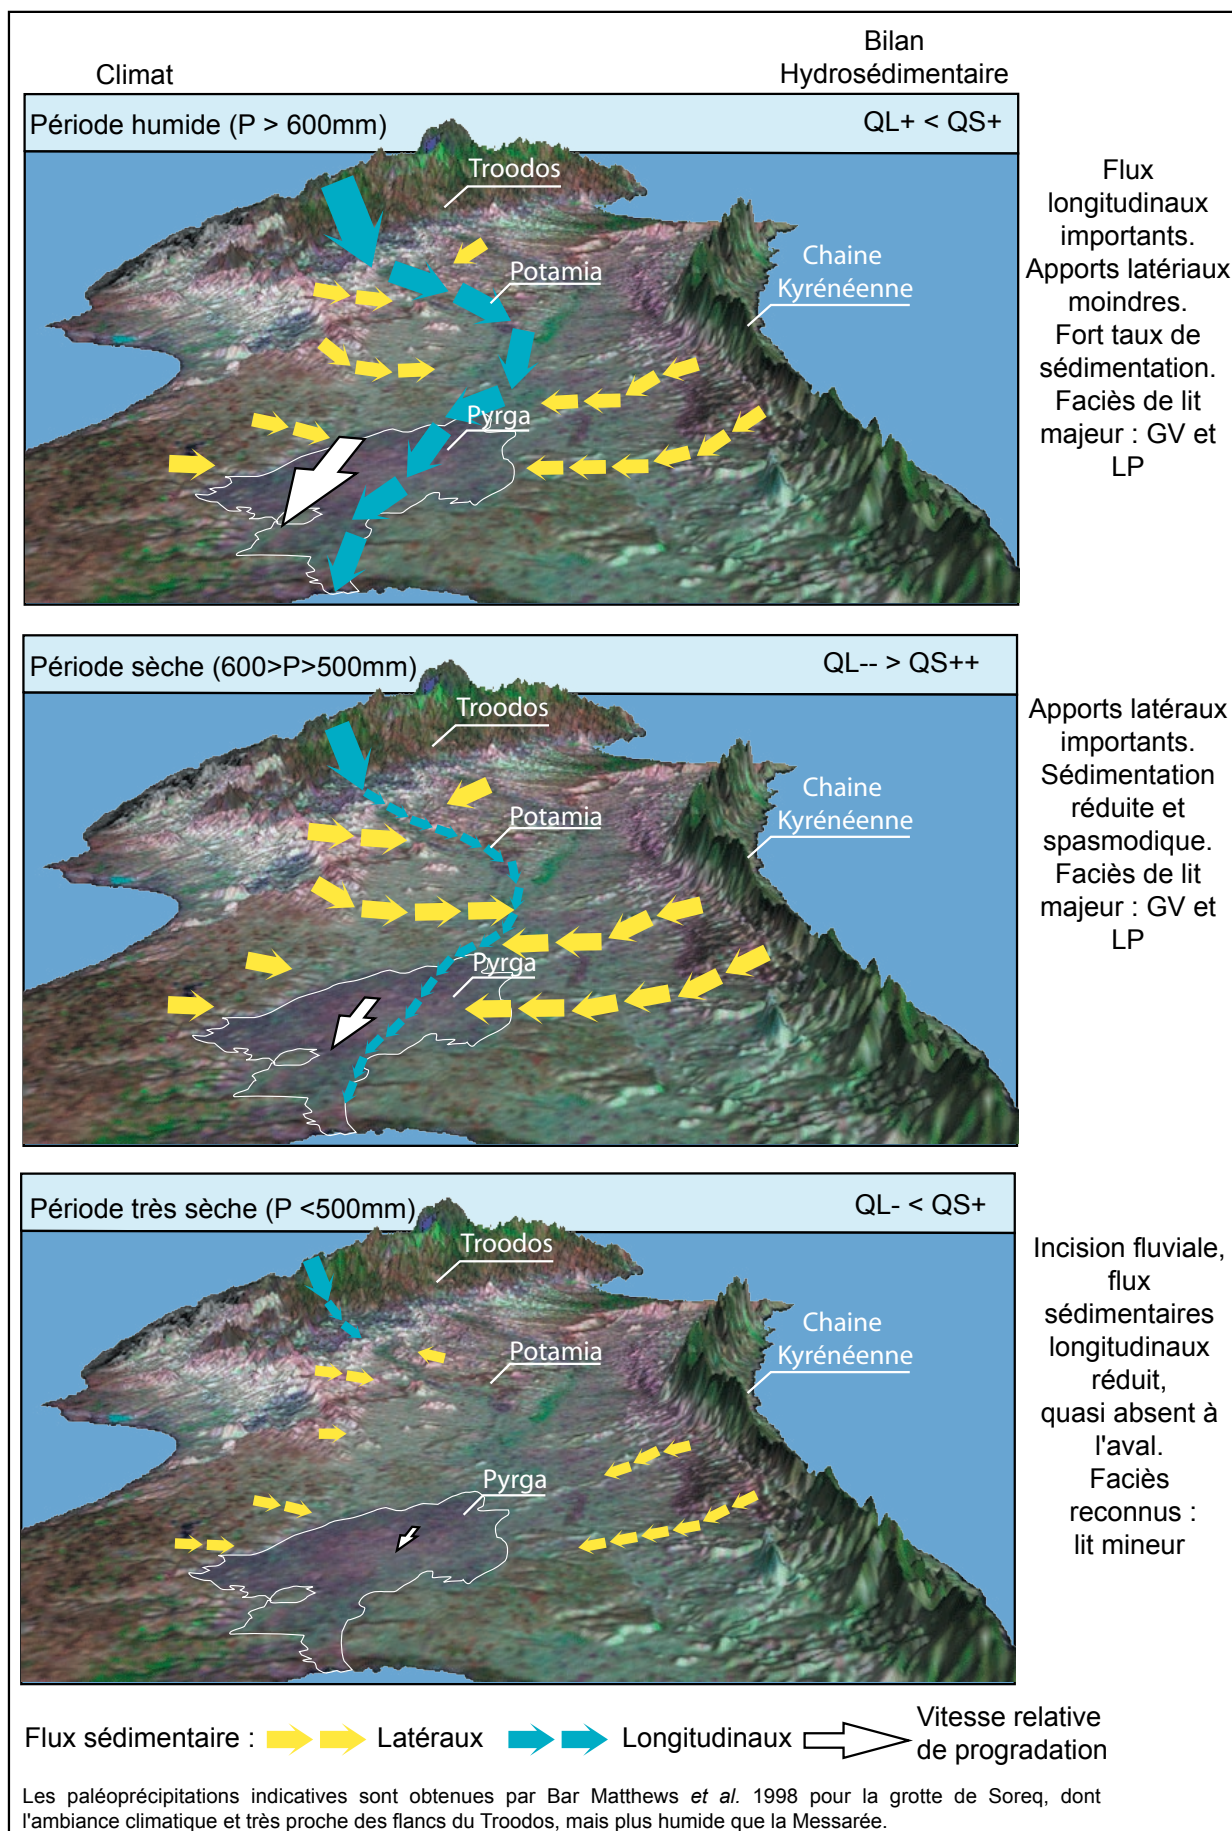 Climat
Bilan
Hydrosédimentaire
Période humide (P > 600mm)
QL+ < QS+
Troodos
Potamia
Chaine
Kyrénéenne
Pyrga
Flux
longitudinaux
importants.
Apports latériaux
moindres.
Fort taux de
sédimentation.
Faciès de lit
majeur : GV et
LP
Période sèche (600>P>500mm)
QL-- > QS++
Troodos
Potamia
Chaine
Kyrénéenne
Pyrga
Apports latéraux
importants.
Sédimentation
réduite et
spasmodique.
Faciès de lit
majeur : GV et
LP
Période très sèche (P <500mm)
QL- < QS+
Troodos
Potamia
Chaine
Kyrénéenne
Pyrga
Incision fluviale,
flux
sédimentaires
longitudinaux
réduit,
quasi absent à
l'aval.
Faciès
reconnus :
lit mineur
Flux sédimentaire : Latéraux Longitudinaux Vitesse relative
de progradation
Les paléoprécipitations indicatives sont obtenues par Bar Matthews et al. 1998 pour la grotte de Soreq, dont
l'ambiance climatique et très proche des flancs du Troodos, mais plus humide que la Messarée.